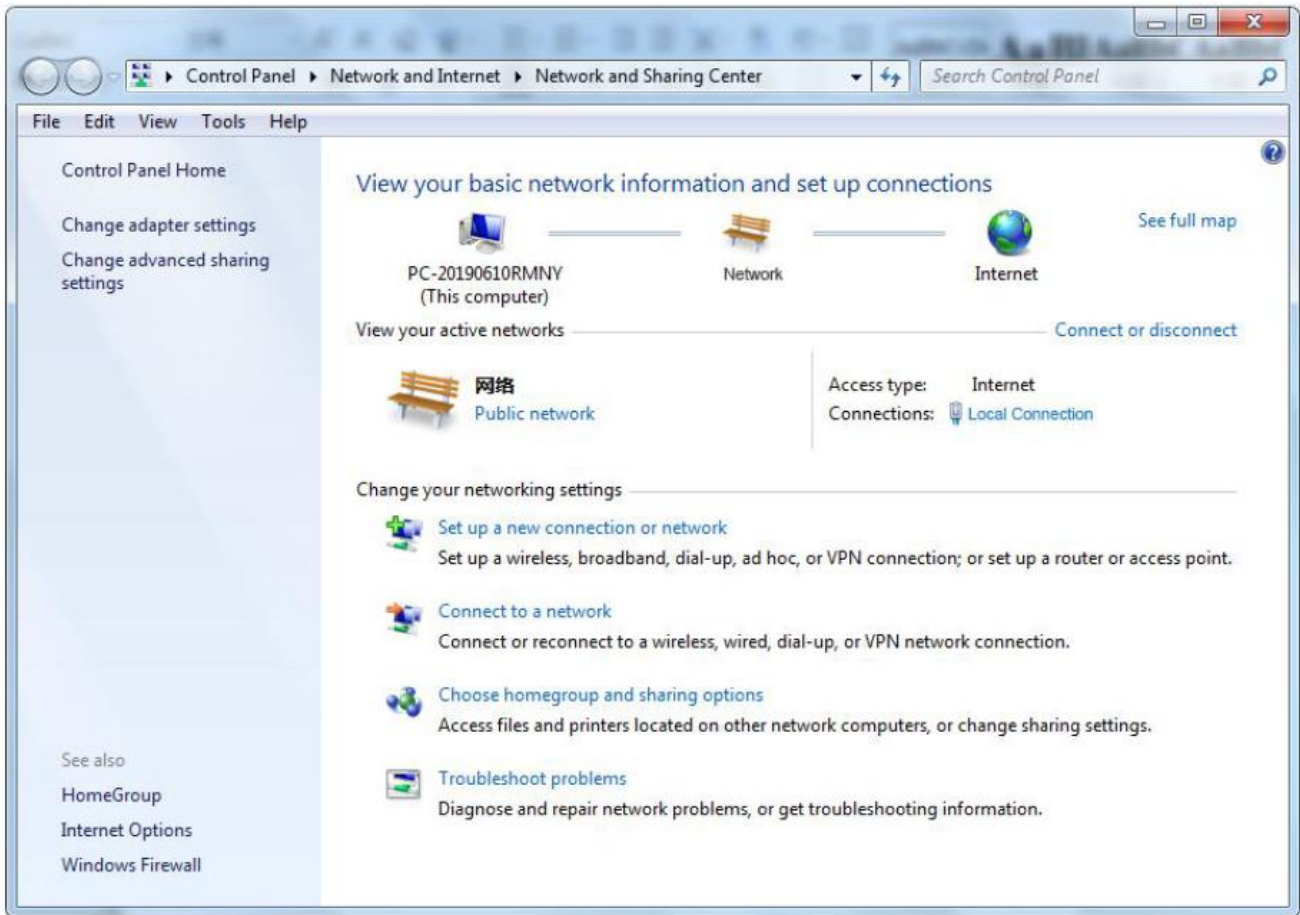 Control Panel Network and Internet Network and Sharing Center Search Control Panel
File Edit View Tools Help
Control Panel Home
Change adapter settings
Change advanced sharing
settings
See also
HomeGroup
Internet Options
Windows Firewall
View your basic network information and set up connections
See full map
PC-20190610RMNY
(This computer)
Network
Internet
View your active networks
Connect or disconnect
网络
Public network
Access type: Internet
Connections: Local Connection
Change your networking settings
Set up a new connection or network
Set up a wireless, broadband, dial-up, ad hoc, or VPN connection; or set up a router or access point.
Connect to a network
Connect or reconnect to a wireless, wired, dial-up, or VPN network connection.
Choose homegroup and sharing options
Access files and printers located on other network computers, or change sharing settings.
Troubleshoot problems
Diagnose and repair network problems, or get troubleshooting information.